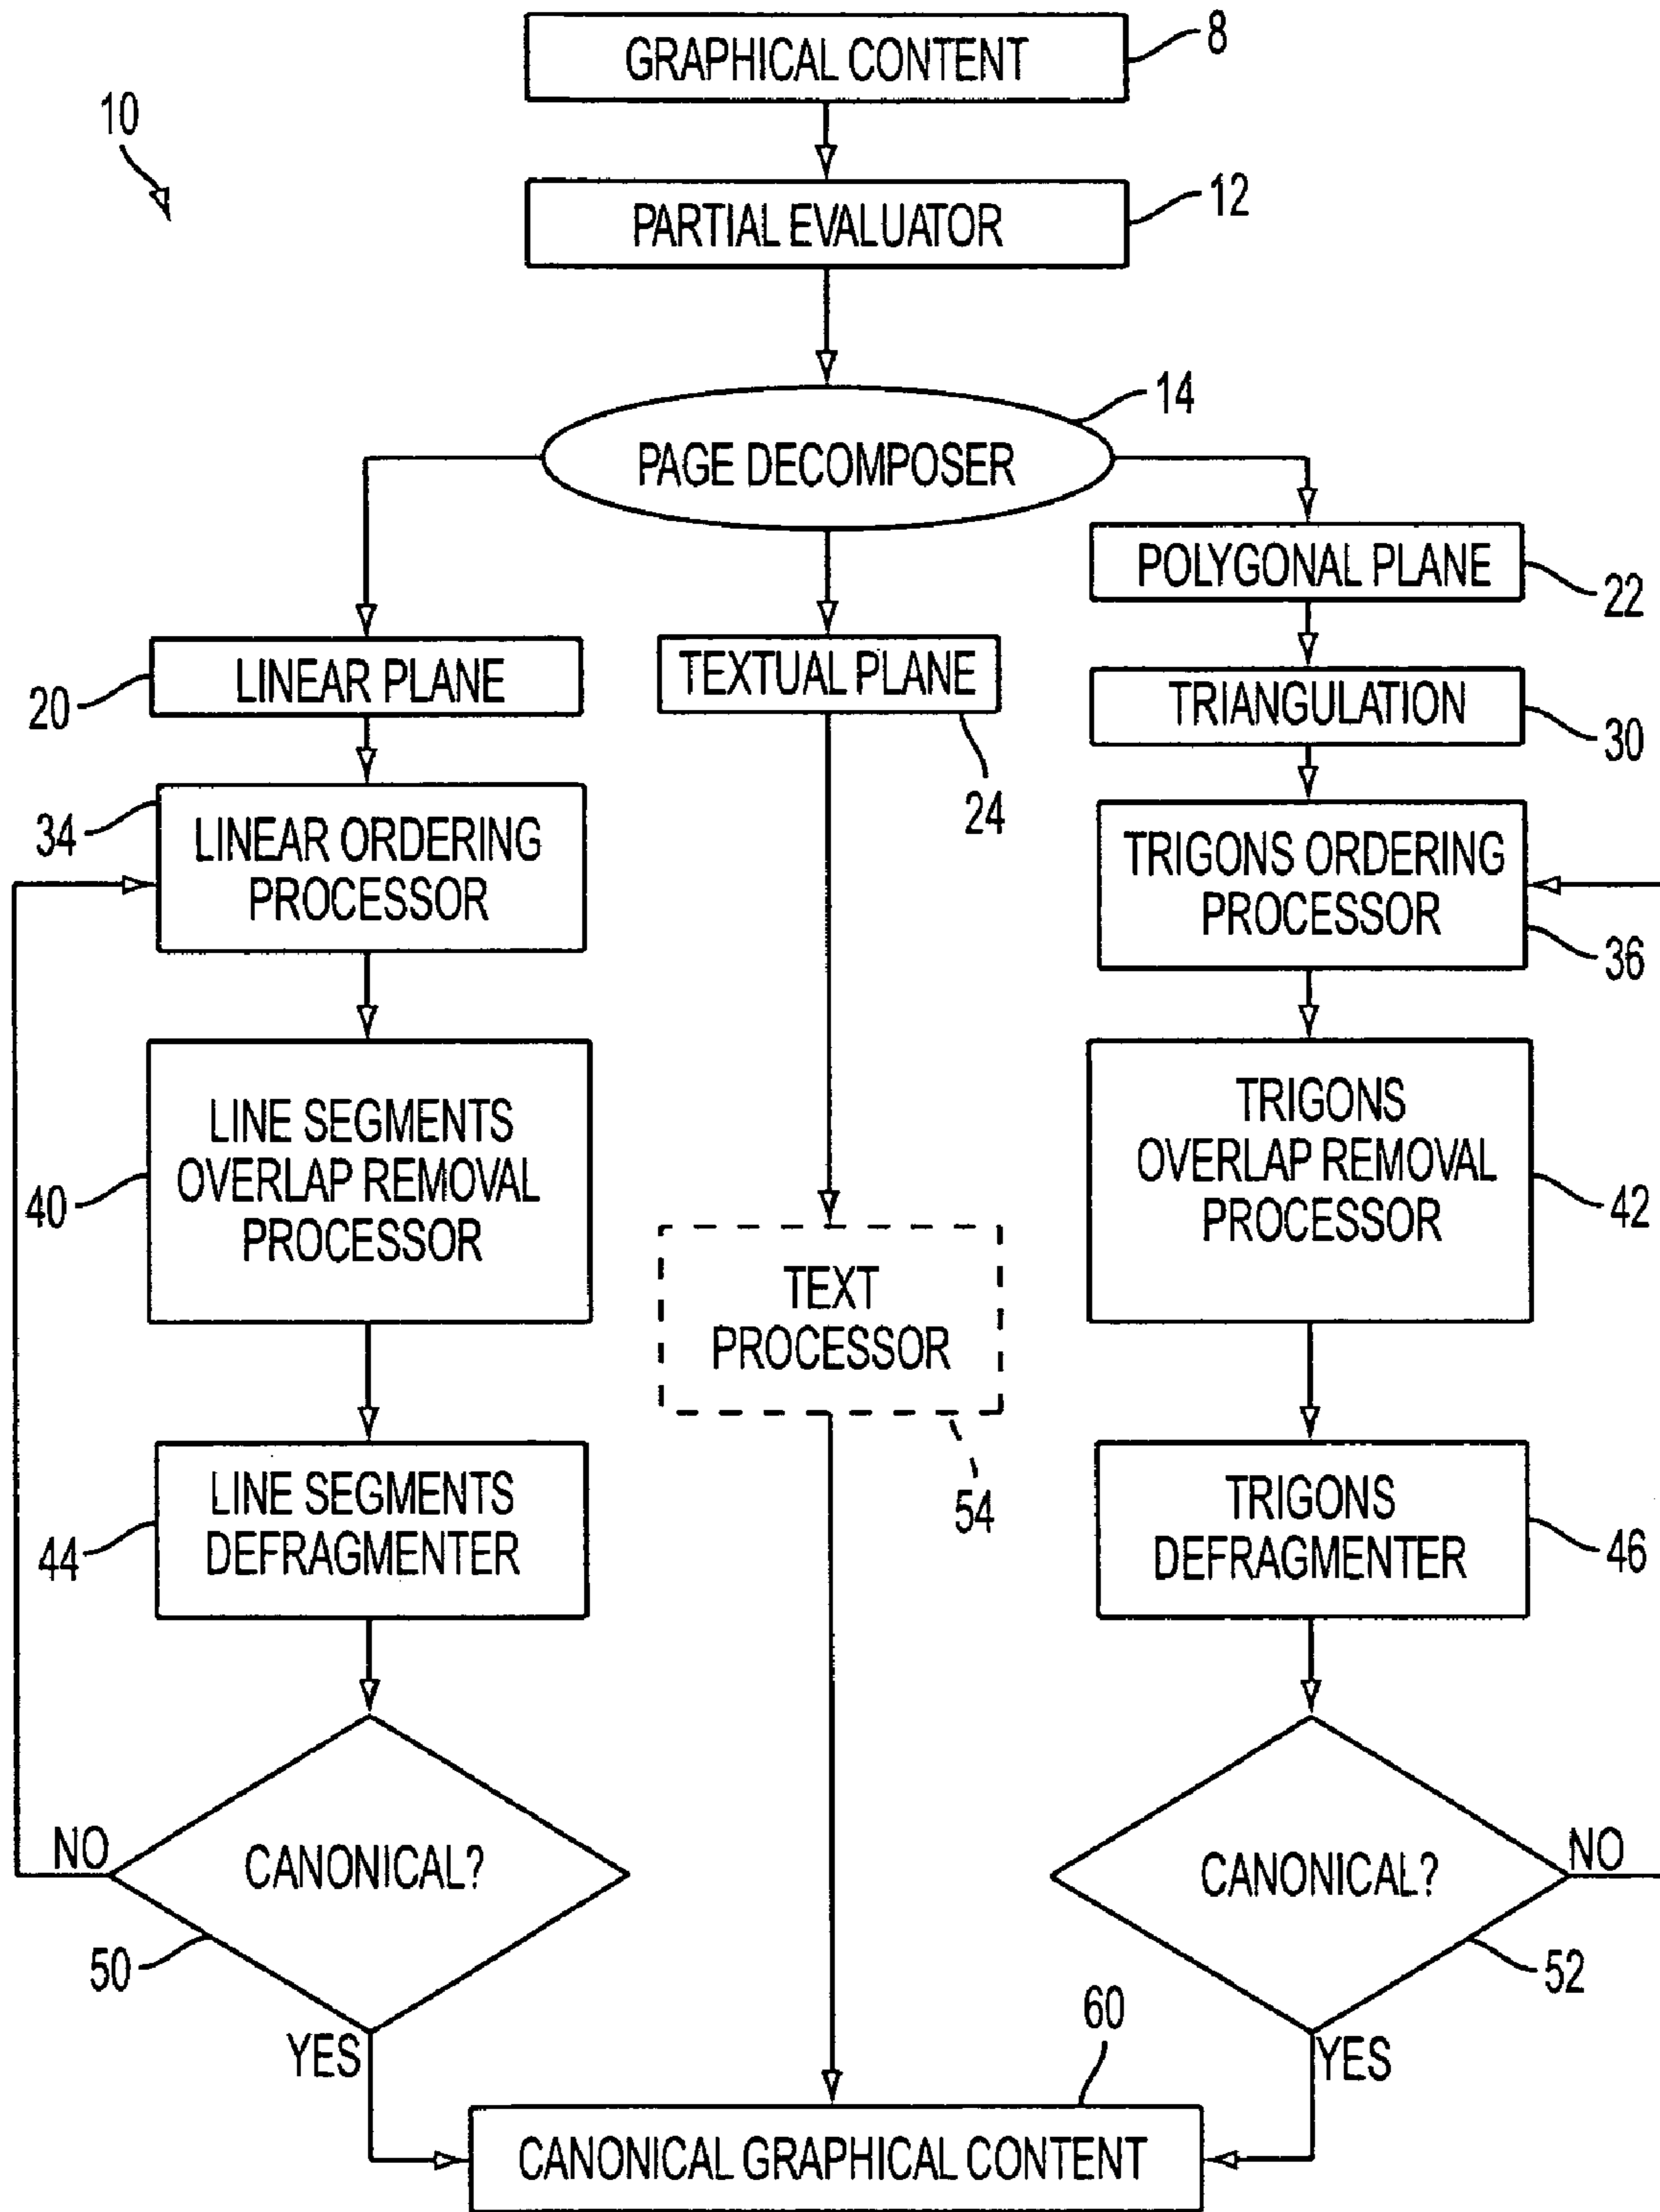 GRAPHICAL CONTENT
8
10
PARTIAL EVALUATOR
12
PAGE DECOMPOSER
14
POLYGONAL PLANE
22
LINEAR PLANE
20
TEXTUAL PLANE
24
TRIANGULATION
30
LINEAR ORDERING
PROCESSOR
34
TRIGONS ORDERING
PROCESSOR
36
LINE SEGMENTS
OVERLAP REMOVAL
PROCESSOR
40
TRIGONS
OVERLAP REMOVAL
PROCESSOR
42
TEXT
PROCESSOR
54
LINE SEGMENTS
DEFRAGMENTER
44
TRIGONS
DEFRAGMENTER
46
NO
CANONICAL?
50
YES
CANONICAL?
NO
52
YES
60
CANONICAL GRAPHICAL CONTENT